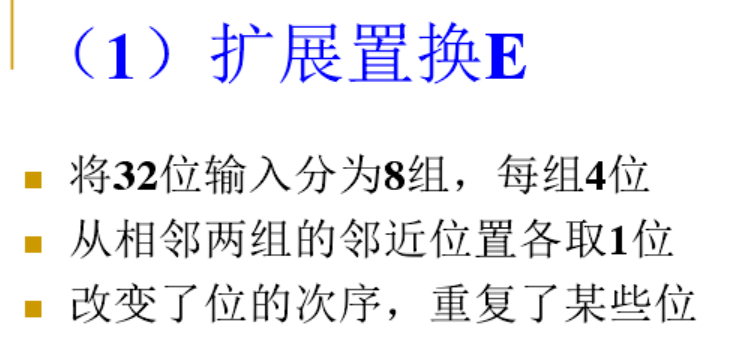 （1）扩展置换E
将32位输入分为8组，每组4位
从相邻两组的邻近位置各取1位
改变了位的次序，重复了某些位